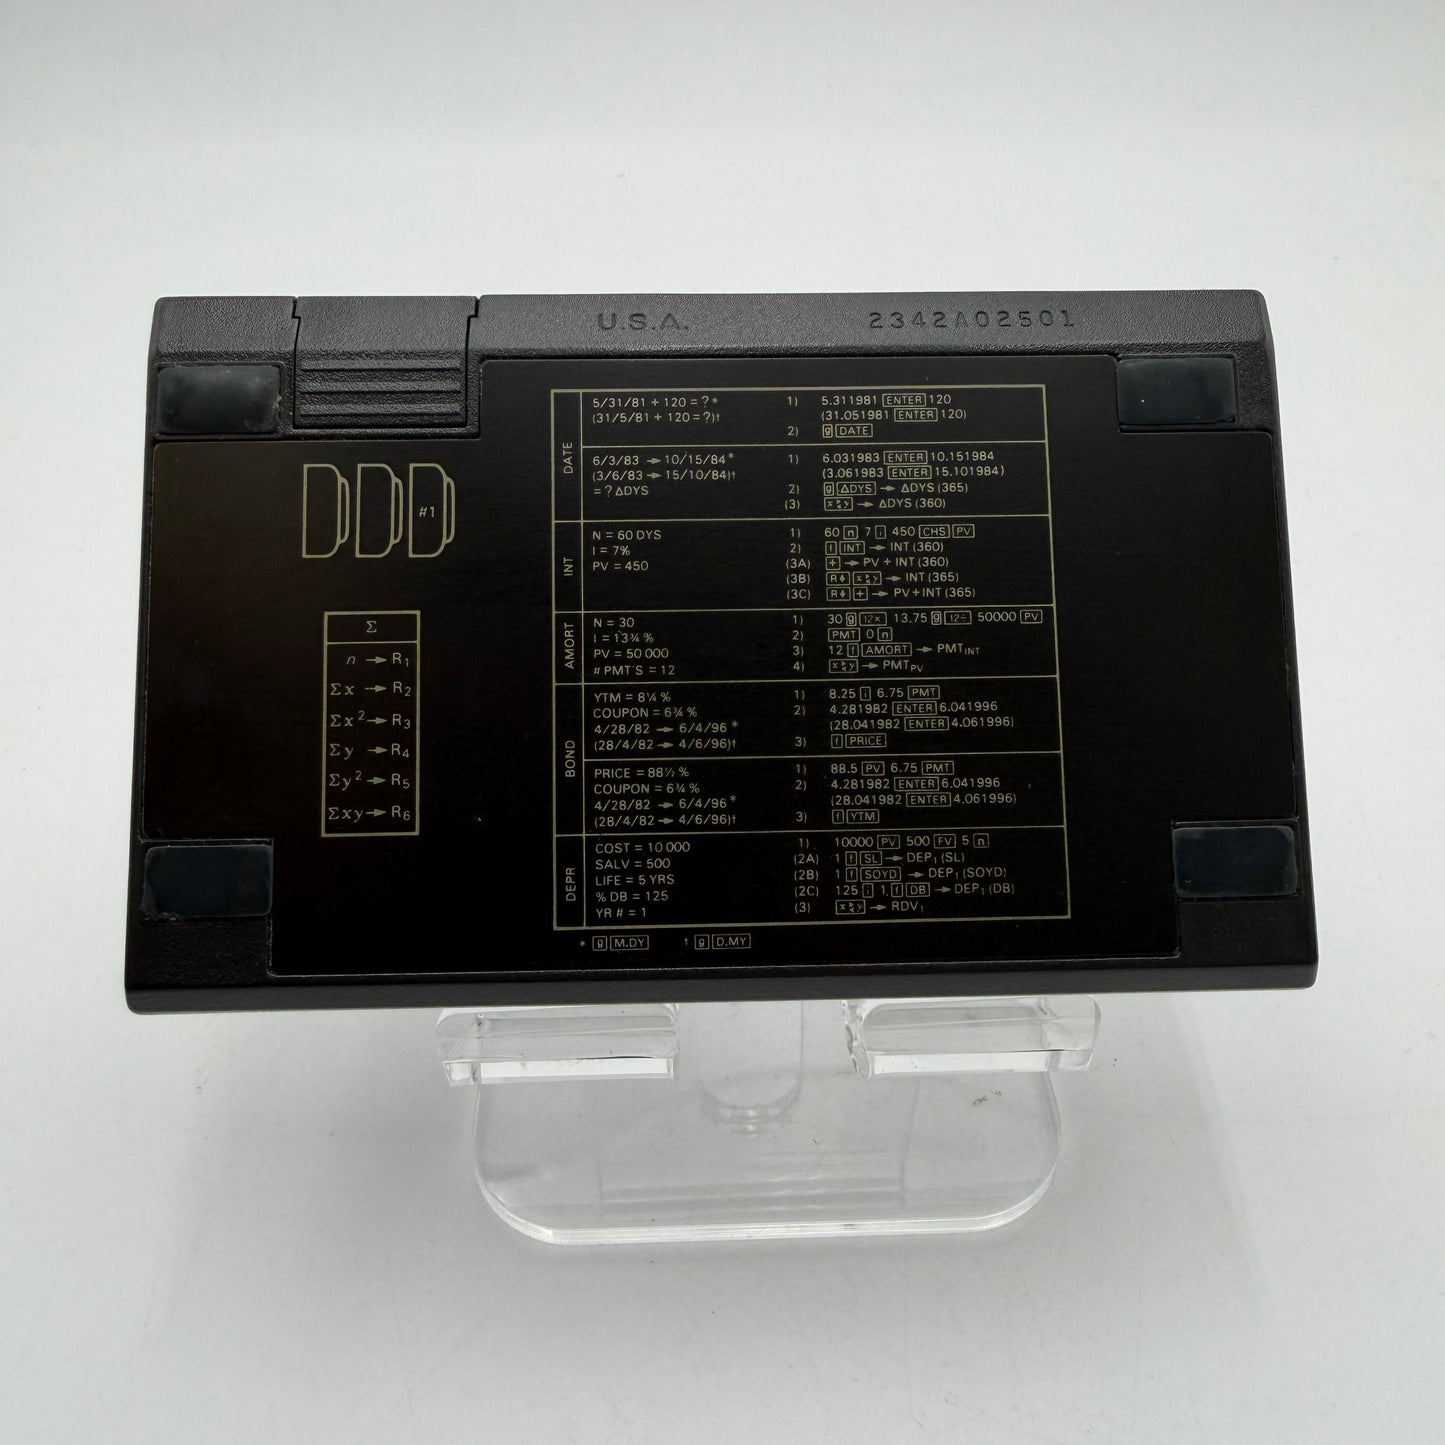 U.S.A. 2342A02501
#1
Σ
n → R₁
Σx → R₂
Σx² → R₃
Σy → R₄
Σy² → R₅
Σxy → R₆
DATE
5/31/81 + 120 = ? * 1) 5.311981 ENTER 120
(31/5/81 + 120 = ?)† (31.051981 ENTER 120)
2) g DATE
6/3/83 → 10/15/84 * 1) 6.031983 ENTER 10.151984
(3/6/83 → 15/10/84)† (3.061983 ENTER 15.101984)
= ? ΔDYS 2) g ΔDYS → ΔDYS (365)
(3) x≷y → ΔDYS (360)
INT
N = 60 DYS 1) 60 n 7 i 450 CHS PV
I = 7% 2) f INT → INT (360)
PV = 450 (3A) + → PV + INT (360)
(3B) R↓ x≷y → INT (365)
(3C) R↓ + → PV + INT (365)
AMORT
N = 30 1) 30 g 12× 13.75 g 12÷ 50000 PV
I = 13¾ % 2) PMT 0 n
PV = 50 000 3) 12 f AMORT → PMT INT
# PMT'S = 12 4) x≷y → PMT PV
BOND
YTM = 8¼ % 1) 8.25 i 6.75 PMT
COUPON = 6¾ % 2) 4.281982 ENTER 6.041996
4/28/82 → 6/4/96 * (28.041982 ENTER 4.061996)
(28/4/82 → 4/6/96)† 3) f PRICE
PRICE = 88½ % 1) 88.5 PV 6.75 PMT
COUPON = 6¾ % 2) 4.281982 ENTER 6.041996
4/28/82 → 6/4/96 * (28.041982 ENTER 4.061996)
(28/4/82 → 4/6/96)† 3) f YTM
DEPR
COST = 10 000 1) 10000 PV 500 FV 5 n
SALV = 500 (2A) 1 f SL → DEP₁ (SL)
LIFE = 5 YRS (2B) 1 f SOYD → DEP₁ (SOYD)
% DB = 125 (2C) 125 i 1 f DB → DEP₁ (DB)
YR # = 1 (3) x≷y → RDV₁
* g M.DY † g D.MY